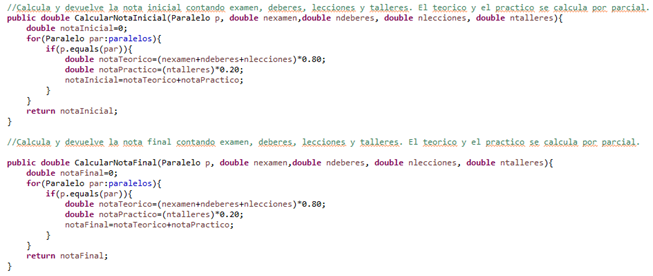 //Calcula y devuelve la nota inicial contando examen, deberes, lecciones y talleres. El teorico y el practico se calcula por parcial.
public double CalcularNotaInicial(Paralelo p, double nexamen,double ndeberes, double nlecciones, double ntalleres){
double notaInicial=0;
for(Paralelo par:paralelos){
if(p.equals(par)){
double notaTeorico=(nexamen+ndeberes+nlecciones)*0.80;
double notaPractico=(ntalleres)*0.20;
notaInicial=notaTeorico+notaPractico;
}
}
return notaInicial;
}
//Calcula y devuelve la nota final contando examen, deberes, lecciones y talleres. El teorico y el practico se calcula por parcial.
public double CalcularNotaFinal(Paralelo p, double nexamen,double ndeberes, double nlecciones, double ntalleres){
double notaFinal=0;
for(Paralelo par:paralelos){
if(p.equals(par)){
double notaTeorico=(nexamen+ndeberes+nlecciones)*0.80;
double notaPractico=(ntalleres)*0.20;
notaFinal=notaTeorico+notaPractico;
}
}
return notaFinal;
}